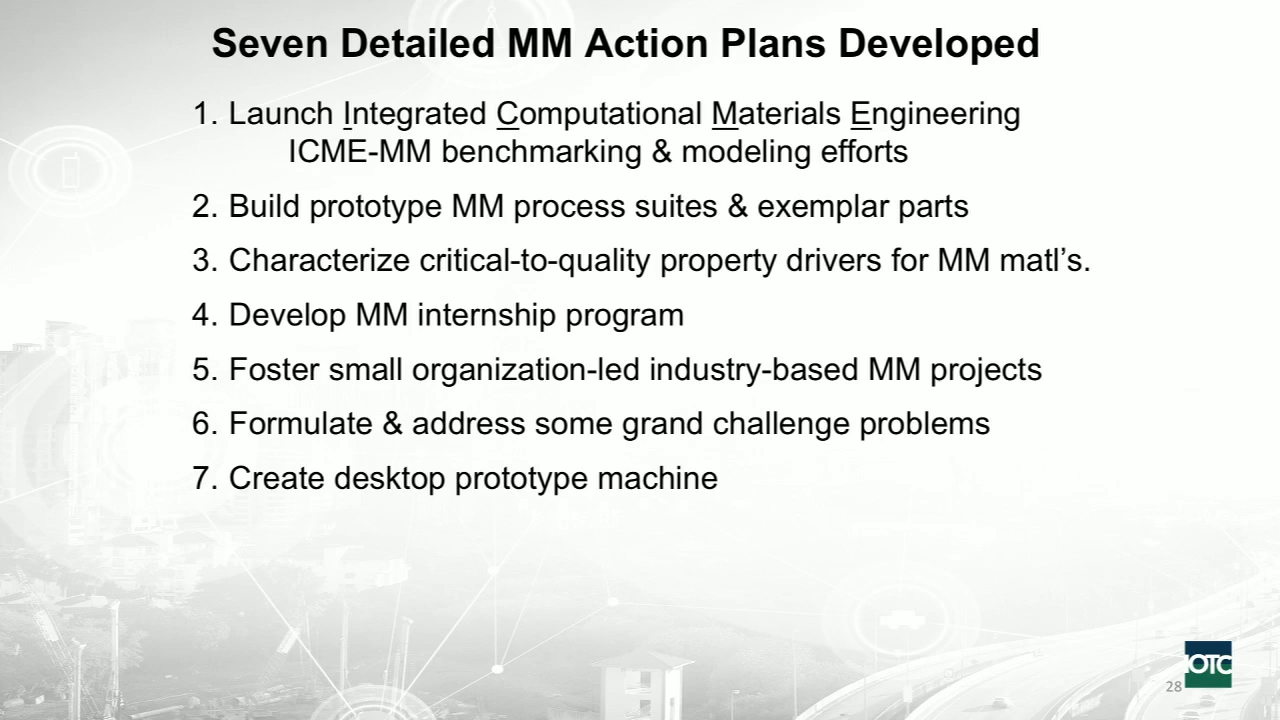 Seven Detailed MM Action Plans Developed
1. Launch Integrated Computational Materials Engineering
ICME-MM benchmarking & modeling efforts
2. Build prototype MM process suites & exemplar parts
3. Characterize critical-to-quality property drivers for MM matl’s.
4. Develop MM internship program
5. Foster small organization-led industry-based MM projects
6. Formulate & address some grand challenge problems
7. Create desktop prototype machine
IOTC
28